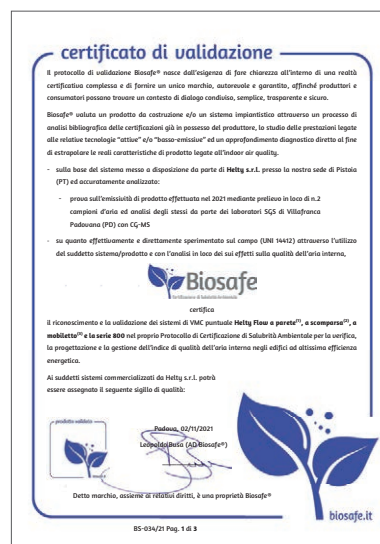 certificato di validazione
Il protocollo di validazione Biosafe® nasce dall'esigenza di fare chiarezza all'interno di una realtà
certificativa complessa e di fornire un unico marchio, autorevole e garantito, affinché produttori e
consumatori possano trovare un contesto di dialogo condiviso, semplice, trasparente e sicuro.
Biosafe® valuta un prodotto da costruzione e/o un sistema impiantistico attraverso un processo di
analisi bibliografica delle certificazioni già in possesso del produttore, lo studio delle prestazioni legate
alle relative tecnologie "attive" e/o "basso-emissive" ed un approfondimento diagnostico diretto al fine
di estrapolare le reali caratteristiche di prodotto legate all'indoor air quality.
- sulla base del sistema messo a disposizione da parte di Helty s.r.l. presso la nostra sede di Pistoia
(PT) ed accuratamente analizzato:
- prova sull'emissività di prodotto effettuata nel 2021 mediante prelievo in loco di n.2
campioni d'aria ed analisi degli stessi da parte dei laboratori SGS di Villafranca
Padovana (PD) con CG-MS
- su quanto effettivamente e direttamente sperimentato sul campo (UNI 14412) attraverso l'utilizzo
del suddetto sistema/prodotto e con l'analisi in loco dei suoi effetti sulla qualità dell'aria interna,
Biosafe
Certificazione di Salubrità Ambientale
certifica
il riconoscimento e la validazione dei sistemi di VMC puntuale Helty Flow a parete(1), a scomparsa(2), a
mobiletto(3) e la serie 800 nel proprio Protocollo di Certificazione di Salubrità Ambientale per la verifica,
la progettazione e la gestione dell'indice di qualità dell'aria interna negli edifici ad altissima efficienza
energetica.
Ai suddetti sistemi commercializzati da Helty s.r.l. potrà
essere assegnato il seguente sigillo di qualità:
prodotto validato
Padova, 02/11/2021
Leopoldo Busa (AD Biosafe®)
Detto marchio, assieme ai relativi diritti, è una proprietà Biosafe®
biosafe.it
BS-034/21 Pag. 1 di 3